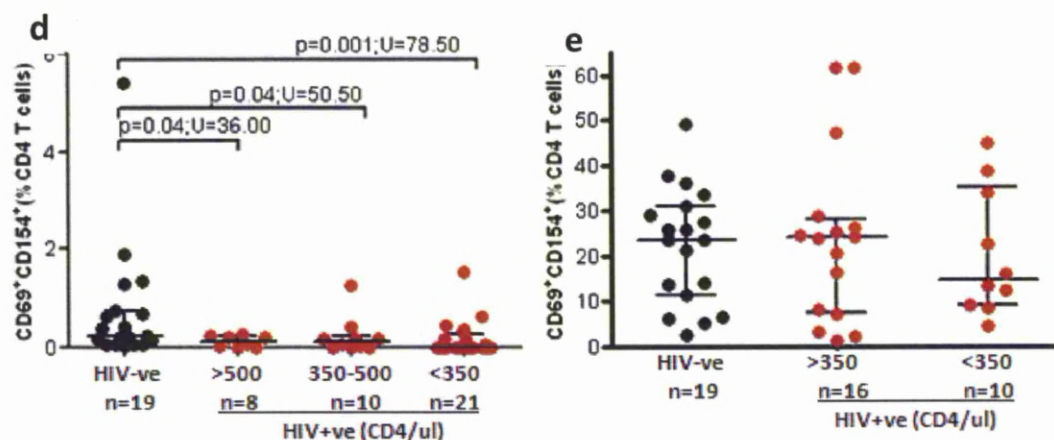 d
p=0.001;U=78.50
p=0.04;U=50.50
p=0.04;U=36.00
CD69⁺CD154⁺(% CD4 T cells)
6
4
2
0
HIV-ve >500 350-500 <350
n=19 n=8 n=10 n=21
HIV+ve (CD4/ul)
e
CD69⁺CD154⁺(% CD4 T cells)
60
50
40
30
20
10
0
HIV-ve >350 <350
n=19 n=16 n=10
HIV+ve (CD4/ul)